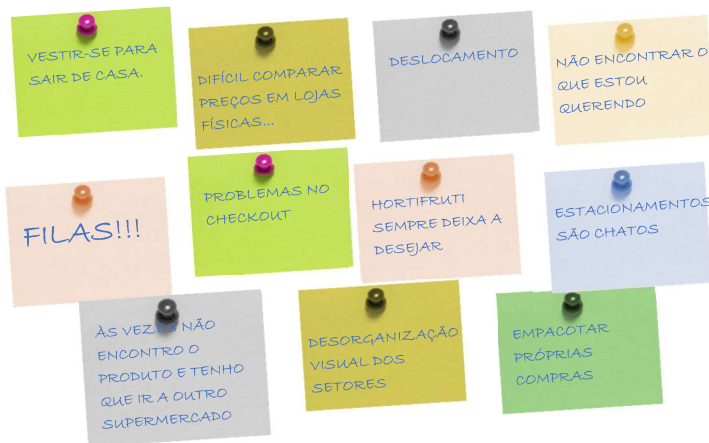 VESTIR-SE PARA
SAIR DE CASA.
DIFÍCIL COMPARAR
PREÇOS EM LOJAS
FÍSICAS...
DESLOCAMENTO
NÃO ENCONTRAR O
QUE ESTOU
QUERENDO
FILAS!!!
PROBLEMAS NO
CHECKOUT
HORTIFRUTI
SEMPRE DEIXA A
DESEJAR
ESTACIONAMENTOS
SÃO CHATOS
ÀS VEZES NÃO
ENCONTRO O
PRODUTO E TENHO
QUE IR A OUTRO
SUPERMERCADO
DESORGANIZAÇÃO
VISUAL DOS
SETORES
EMPACOTAR
PRÓPRIAS
COMPRAS